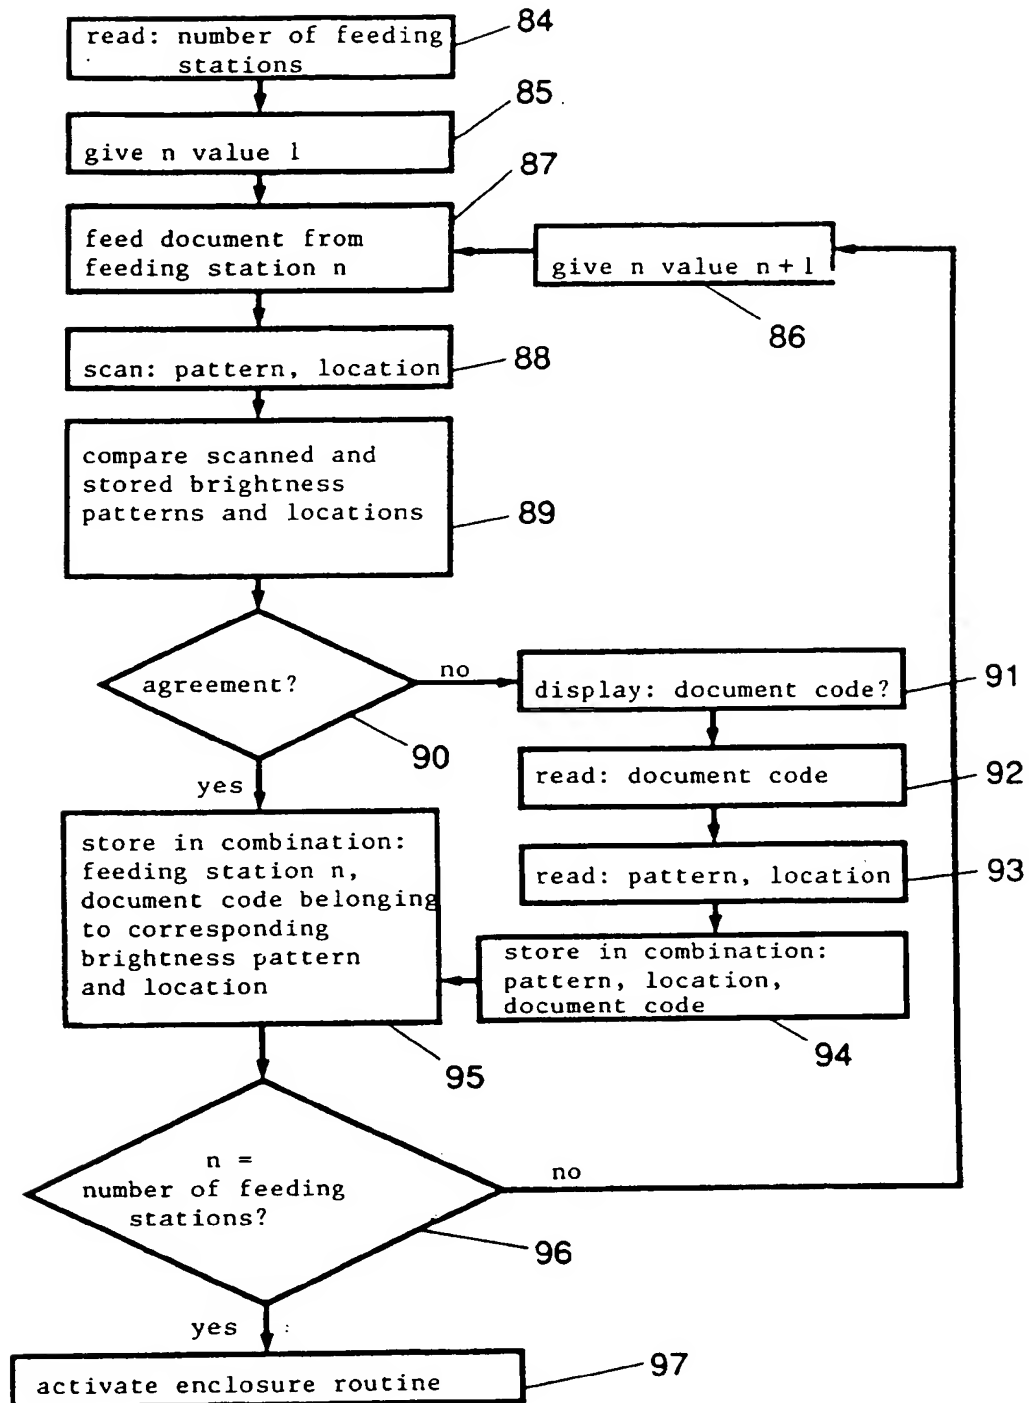 84
read: number of feeding
stations
85
give n value 1
87
feed document from
feeding station n
give n value n+1
86
88
scan: pattern, location
compare scanned and
stored brightness
patterns and locations
89
agreement?
no
90
yes
display: document code?
91
read: document code
92
read: pattern, location
93
store in combination:
pattern, location,
document code
94
store in combination:
feeding station n,
document code belonging
to corresponding
brightness pattern
and location
95
n =
number of feeding
stations?
no
96
yes
activate enclosure routine
97